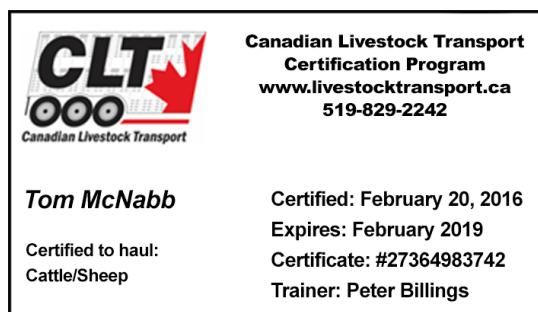 CLT
Canadian Livestock Transport
Canadian Livestock Transport
Certification Program
www.livestocktransport.ca
519-829-2242
Tom McNabb
Certified to haul:
Cattle/Sheep
Certified: February 20, 2016
Expires: February 2019
Certificate: #27364983742
Trainer: Peter Billings